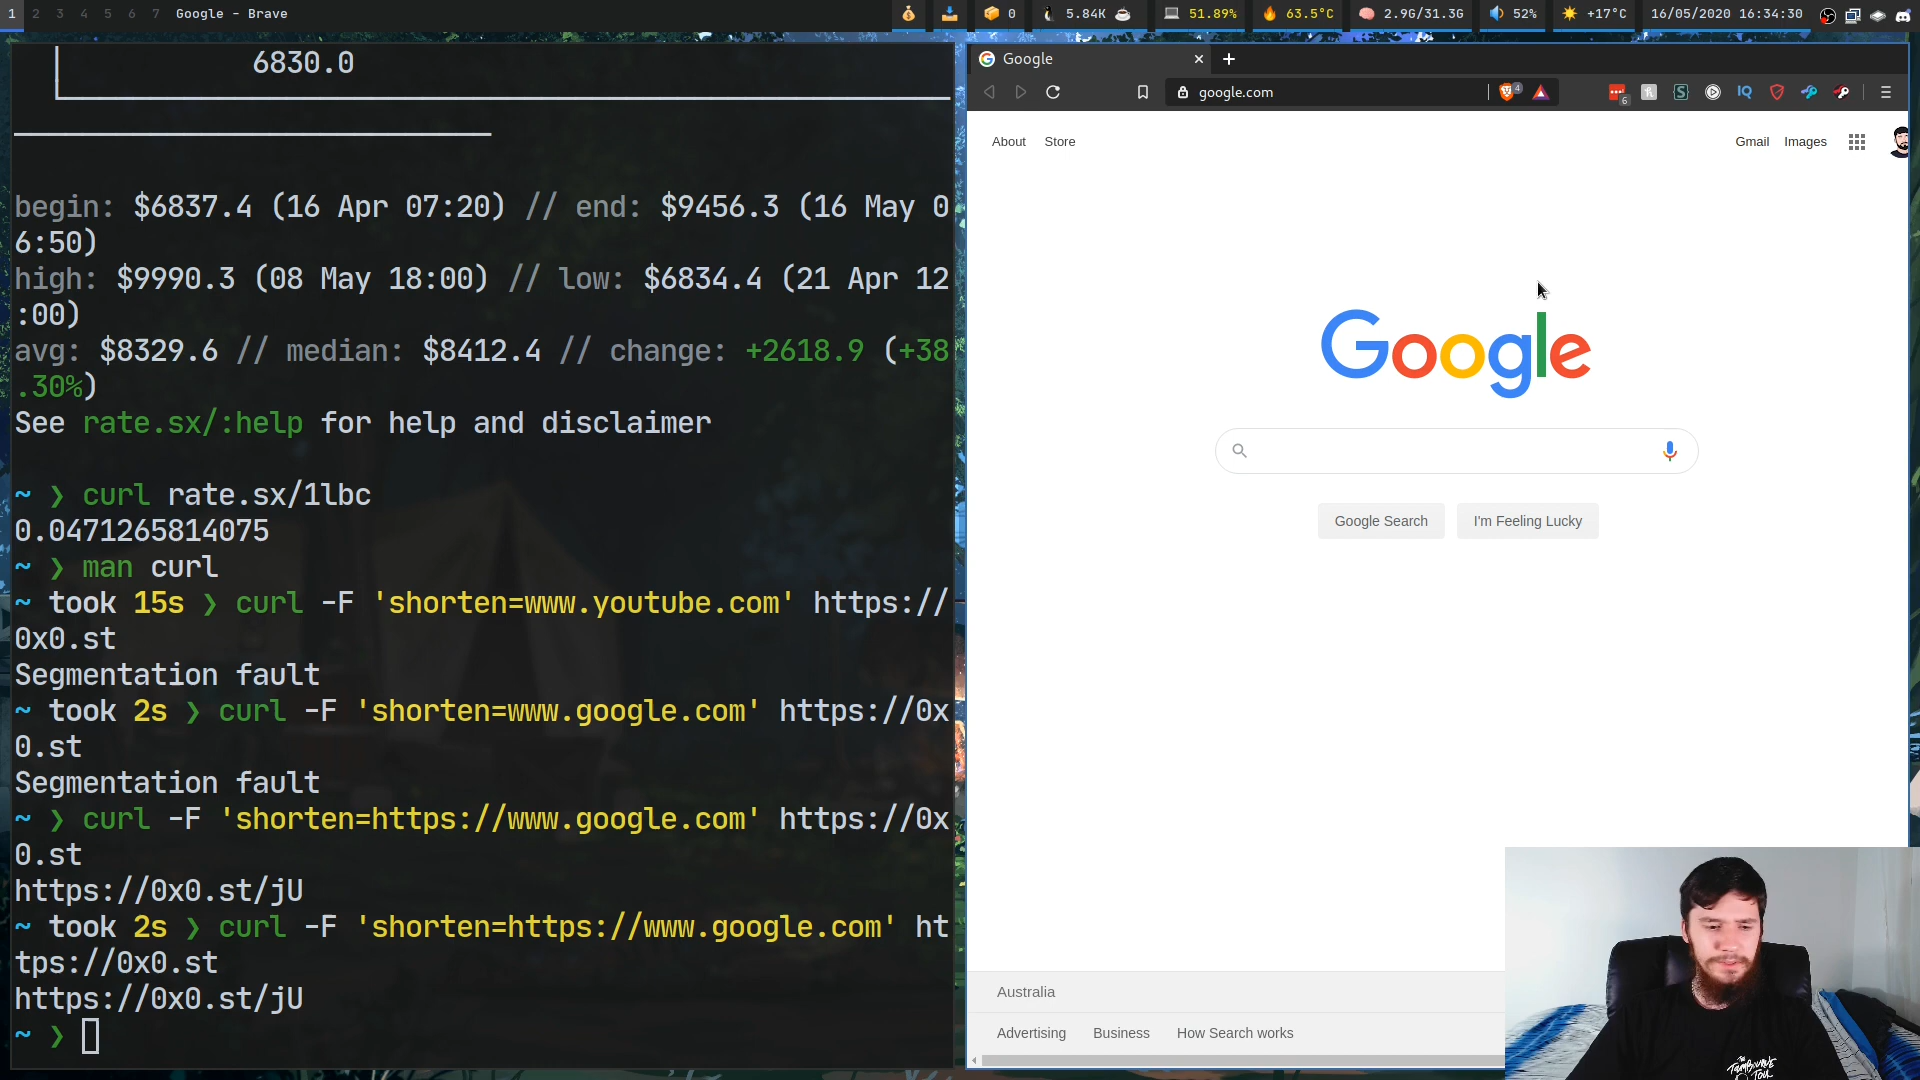 1 2 3 4 5 6 7 Google - Brave 0 5.84K 51.89% 63.5°C 2.9G/31.3G 52% +17°C 16/05/2020 16:34:30
6830.0
begin: $6837.4 (16 Apr 07:20) // end: $9456.3 (16 May 0
6:50)
high: $9990.3 (08 May 18:00) // low: $6834.4 (21 Apr 12
:00)
avg: $8329.6 // median: $8412.4 // change: +2618.9 (+38
.30%)
See rate.sx/:help for help and disclaimer
~ ❯ curl rate.sx/1lbc
0.0471265814075
~ ❯ man curl
~ took 15s ❯ curl -F 'shorten=www.youtube.com' https://
0x0.st
Segmentation fault
~ took 2s ❯ curl -F 'shorten=www.google.com' https://0x
0.st
Segmentation fault
~ ❯ curl -F 'shorten=https://www.google.com' https://0x
0.st
https://0x0.st/jU
~ took 2s ❯ curl -F 'shorten=https://www.google.com' ht
tps://0x0.st
https://0x0.st/jU
~ ❯
Google
google.com 4 6
About Store Gmail Images
Google
Google Search I'm Feeling Lucky
Australia
Advertising Business How Search works